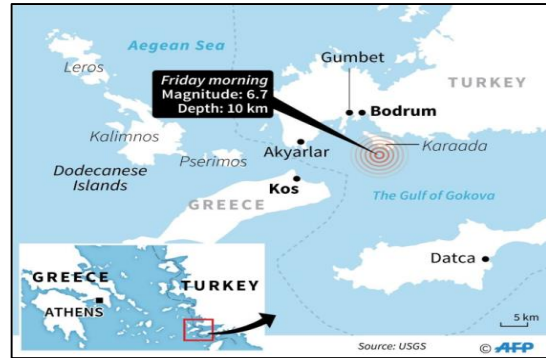 Aegean Sea
Leros
Gumbet
TURKEY
Friday morning
Magnitude: 6.7
Depth: 10 km
Bodrum
Kalimnos
Karaada
Akyarlar
Pserimos
Dodecanese
Islands
Kos
GREECE
The Gulf of Gokova
Datca
GREECE
TURKEY
ATHENS
5 km
Source: USGS
© AFP